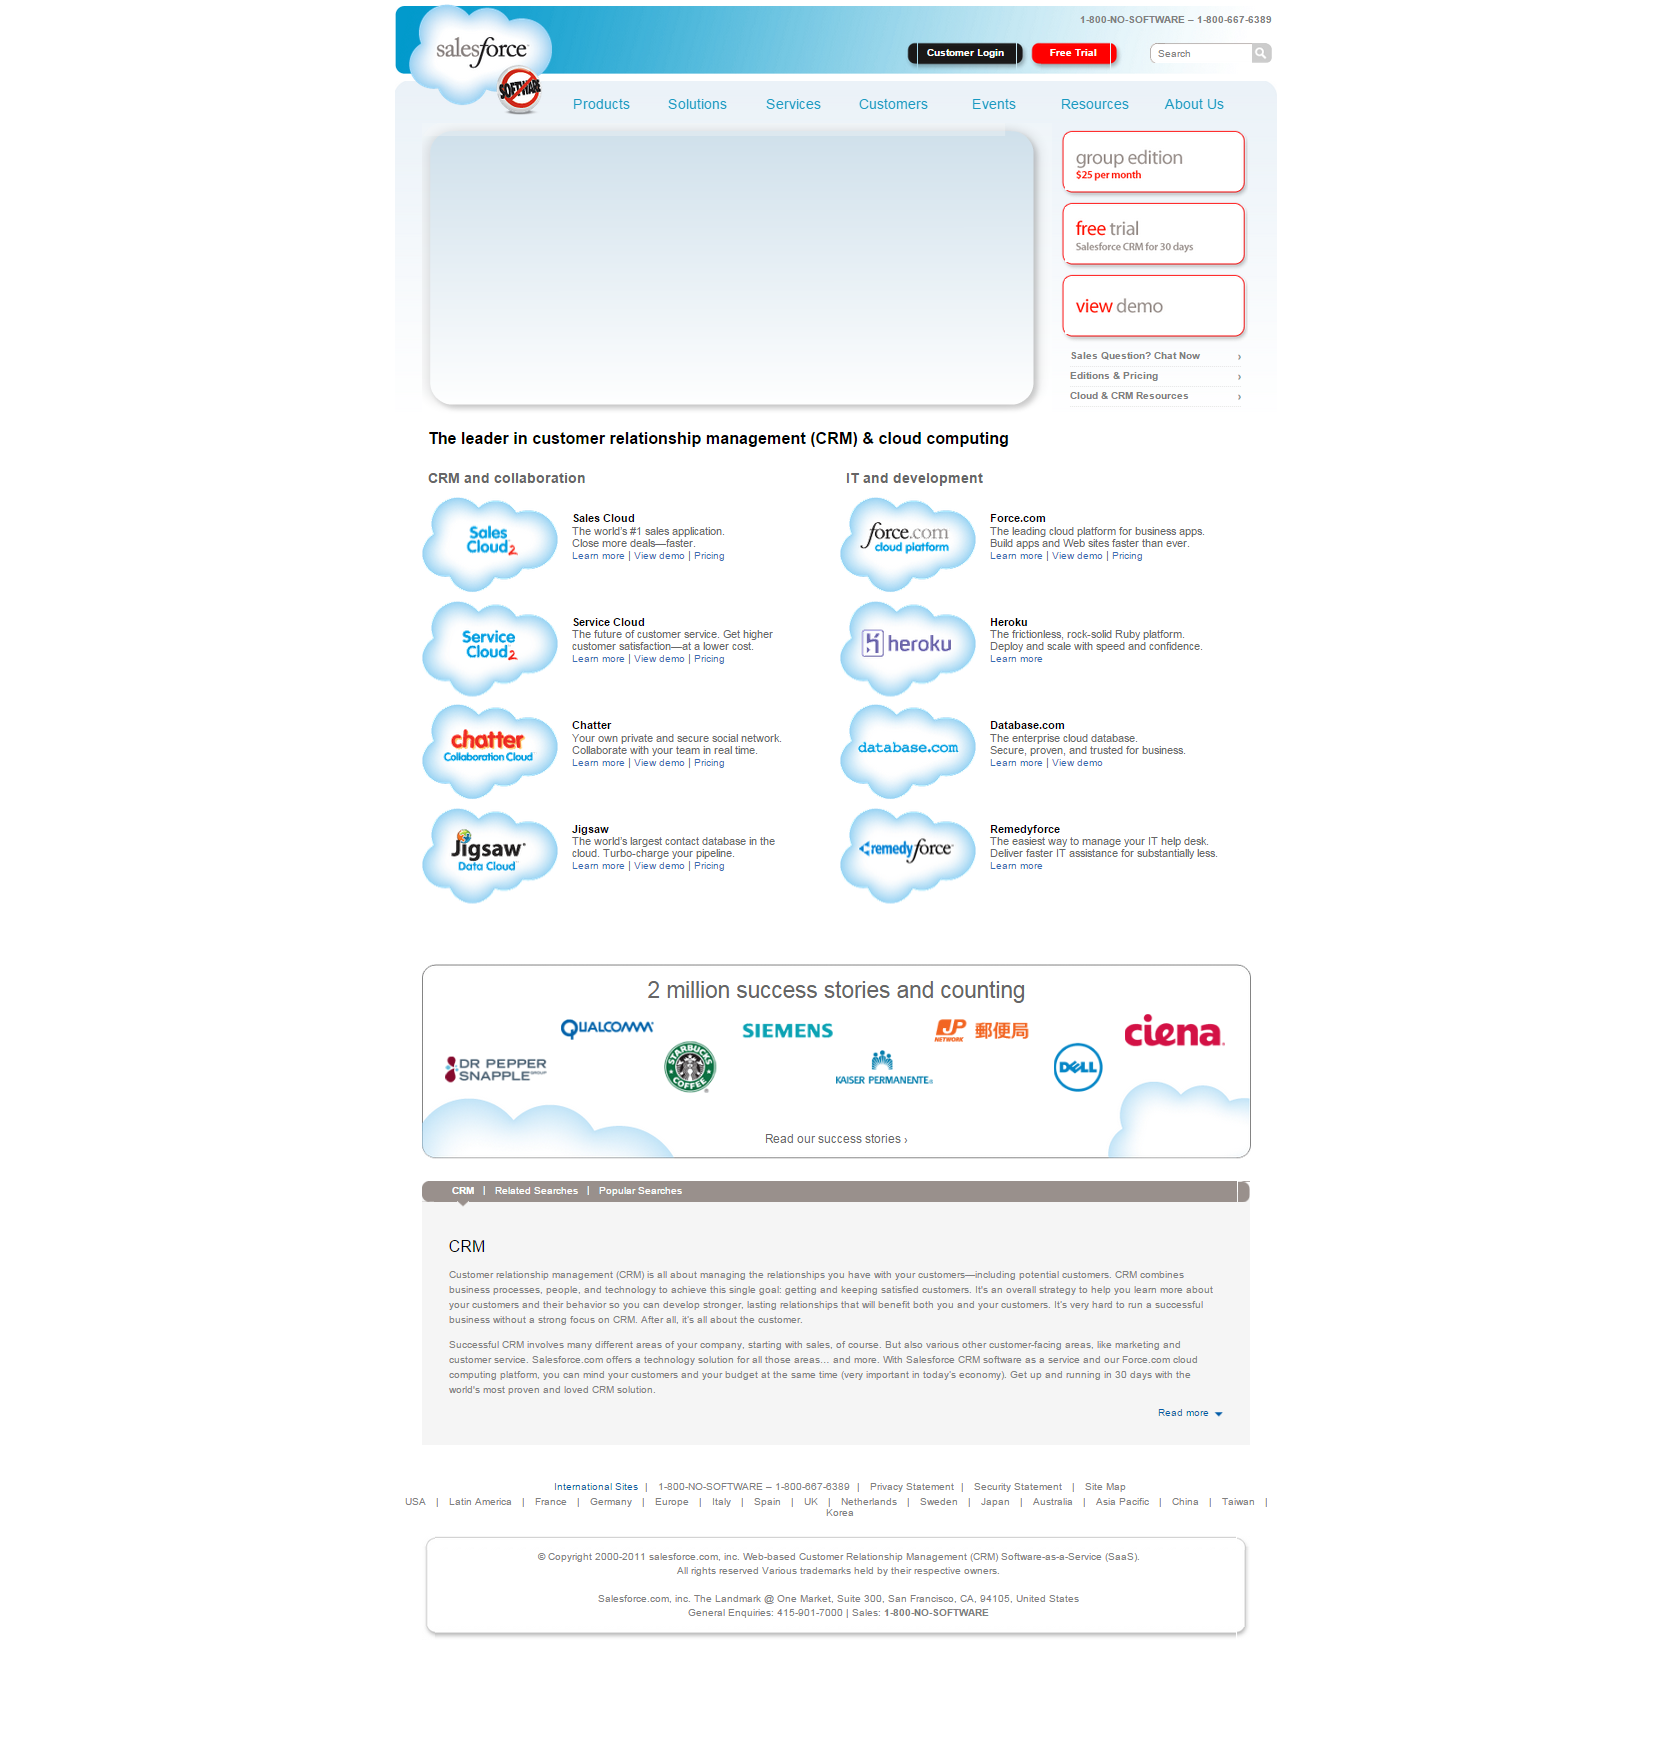 1-800-NO-SOFTWARE – 1-800-667-6389
salesforce
SOFTWARE
Customer Login
Free Trial
Search
Products
Solutions
Services
Customers
Events
Resources
About Us
group edition
$25 per month
free trial
Salesforce CRM for 30 days
view demo
Sales Question? Chat Now ›
Editions & Pricing ›
Cloud & CRM Resources ›
The leader in customer relationship management (CRM) & cloud computing
CRM and collaboration
Sales
Cloud 2
Sales Cloud
The world's #1 sales application.
Close more deals—faster.
Learn more | View demo | Pricing
Service
Cloud 2
Service Cloud
The future of customer service. Get higher
customer satisfaction—at a lower cost.
Learn more | View demo | Pricing
chatter
Collaboration Cloud
Chatter
Your own private and secure social network.
Collaborate with your team in real time.
Learn more | View demo | Pricing
Jigsaw
Data Cloud
Jigsaw
The world's largest contact database in the
cloud. Turbo-charge your pipeline.
Learn more | View demo | Pricing
IT and development
force.com
cloud platform
Force.com
The leading cloud platform for business apps.
Build apps and Web sites faster than ever.
Learn more | View demo | Pricing
heroku
Heroku
The frictionless, rock-solid Ruby platform.
Deploy and scale with speed and confidence.
Learn more
database.com
Database.com
The enterprise cloud database.
Secure, proven, and trusted for business.
Learn more | View demo
remedyforce
Remedyforce
The easiest way to manage your IT help desk.
Deliver faster IT assistance for substantially less.
Learn more
2 million success stories and counting
QUALCOMM
SIEMENS
JP 郵便局
NETWORK
ciena
DR PEPPER
SNAPPLE GROUP
STARBUCKS
COFFEE
KAISER PERMANENTE
DELL
Read our success stories ›
CRM | Related Searches | Popular Searches
CRM
Customer relationship management (CRM) is all about managing the relationships you have with your customers—including potential customers. CRM combines
business processes, people, and technology to achieve this single goal: getting and keeping satisfied customers. It's an overall strategy to help you learn more about
your customers and their behavior so you can develop stronger, lasting relationships that will benefit both you and your customers. It's very hard to run a successful
business without a strong focus on CRM. After all, it's all about the customer.
Successful CRM involves many different areas of your company, starting with sales, of course. But also various other customer-facing areas, like marketing and
customer service. Salesforce.com offers a technology solution for all those areas… and more. With Salesforce CRM software as a service and our Force.com cloud
computing platform, you can mind your customers and your budget at the same time (very important in today's economy). Get up and running in 30 days with the
world's most proven and loved CRM solution.
Read more
International Sites | 1-800-NO-SOFTWARE – 1-800-667-6389 | Privacy Statement | Security Statement | Site Map
USA | Latin America | France | Germany | Europe | Italy | Spain | UK | Netherlands | Sweden | Japan | Australia | Asia Pacific | China | Taiwan |
Korea
© Copyright 2000-2011 salesforce.com, inc. Web-based Customer Relationship Management (CRM) Software-as-a-Service (SaaS).
All rights reserved Various trademarks held by their respective owners.
Salesforce.com, inc. The Landmark @ One Market, Suite 300, San Francisco, CA, 94105, United States
General Enquiries: 415-901-7000 | Sales: 1-800-NO-SOFTWARE